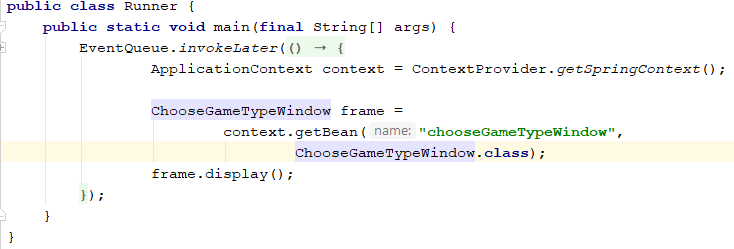 public class Runner {
public static void main(final String[] args) {
EventQueue.invokeLater(() → {
ApplicationContext context = ContextProvider.getSpringContext();
ChooseGameTypeWindow frame =
context.getBean( name: "chooseGameTypeWindow",
ChooseGameTypeWindow.class);
frame.display();
});
}
}